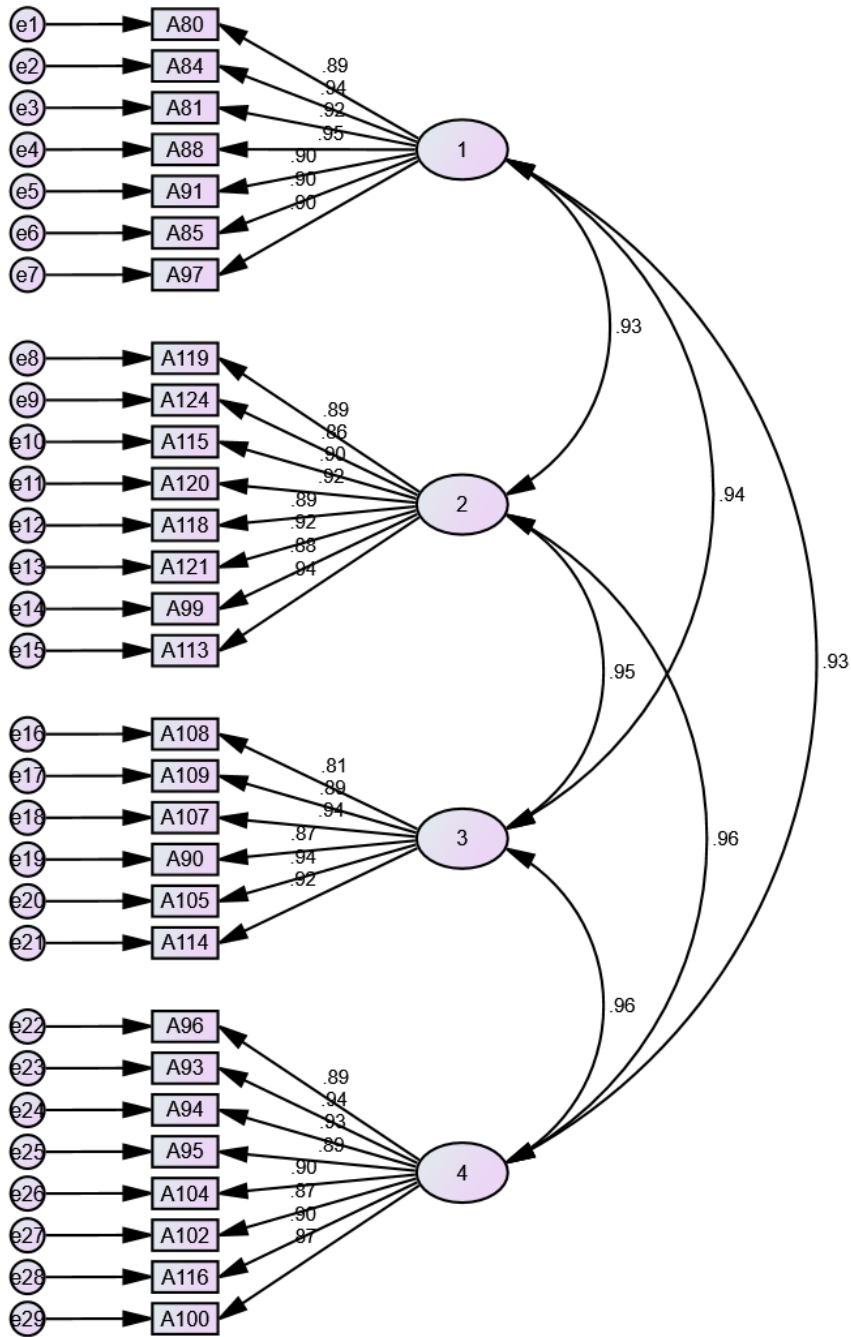 e1 A80
.89
e2 A84
.94
e3 A81
.92
.95
e4 A88 1
.90
e5 A91
.90
.90
e6 A85
e7 A97
.93
e8 A119
e9 A124
.89
.86
e10 A115
.90
.92
e11 A120
.94
.89
2
e12 A118
.92
.88
e13 A121
.94
e14 A99
e15 A113
.93
.95
e16 A108
.81
e17 A109
.89
.94
e18 A107
.87
3
.96
e19 A90
.94
.92
e20 A105
e21 A114
.96
e22 A96
e23 A93
.89
.94
e24 A94
.93
.89
e25 A95
.90
4
e26 A104
.87
.90
e27 A102
.87
e28 A116
e29 A100